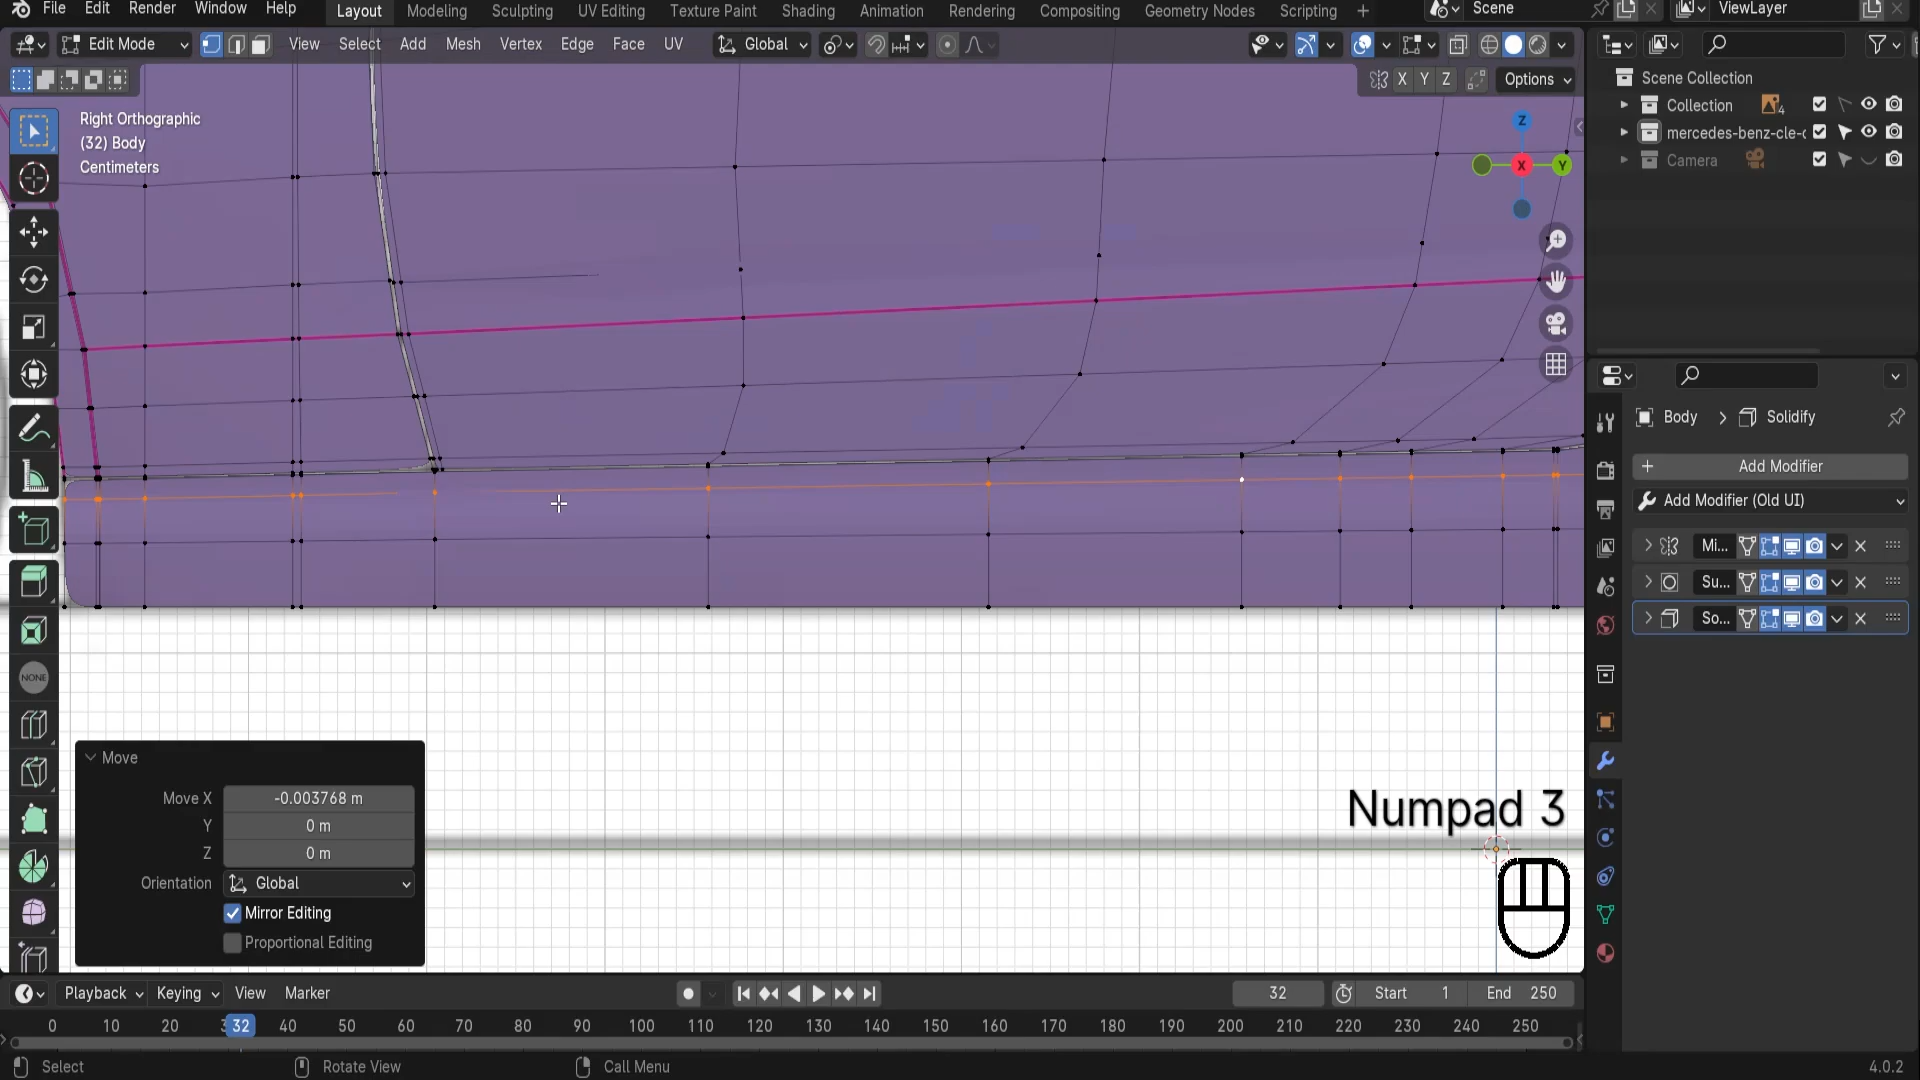 File Edit Render Window Help Layout Modeling Sculpting UV Editing Texture Paint Shading Animation Rendering Compositing Geometry Nodes Scripting + Scene ViewLayer
Edit Mode View Select Add Mesh Vertex Edge Face UV Global
X Y Z Options
Right Orthographic
(32) Body
Centimeters
Z
X
Y
Scene Collection
Collection 4
mercedes-benz-cle-c
Camera
Body > Solidify
+ Add Modifier
Add Modifier (Old UI)
Mi...
Su...
So...
NONE
Move
Move X -0.003768 m
Y 0 m
Z 0 m
Orientation Global
Mirror Editing
Proportional Editing
Numpad 3
Playback Keying View Marker 32 Start 1 End 250
0 10 20 32 40 50 60 70 80 90 100 110 120 130 140 150 160 170 180 190 200 210 220 230 240 250
Select Rotate View Call Menu 4.0.2